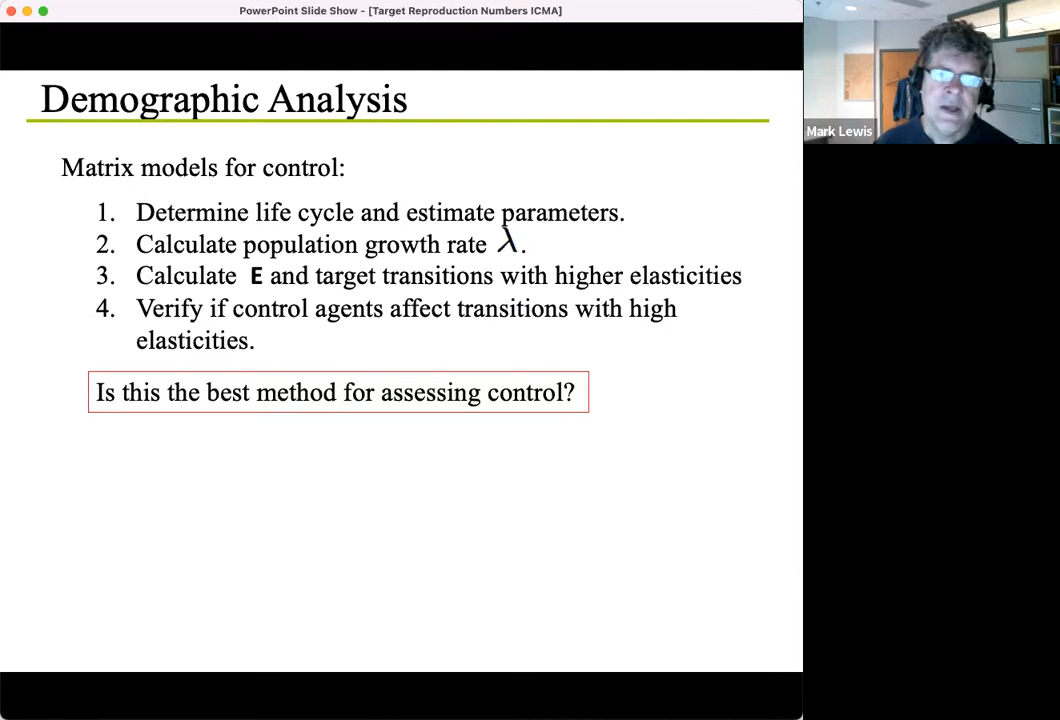 PowerPoint Slide Show - [Target Reproduction Numbers ICMA]
Demographic Analysis
Matrix models for control:
1. Determine life cycle and estimate parameters.
2. Calculate population growth rate λ.
3. Calculate E and target transitions with higher elasticities
4. Verify if control agents affect transitions with high
elasticities.
Is this the best method for assessing control?
Mark Lewis